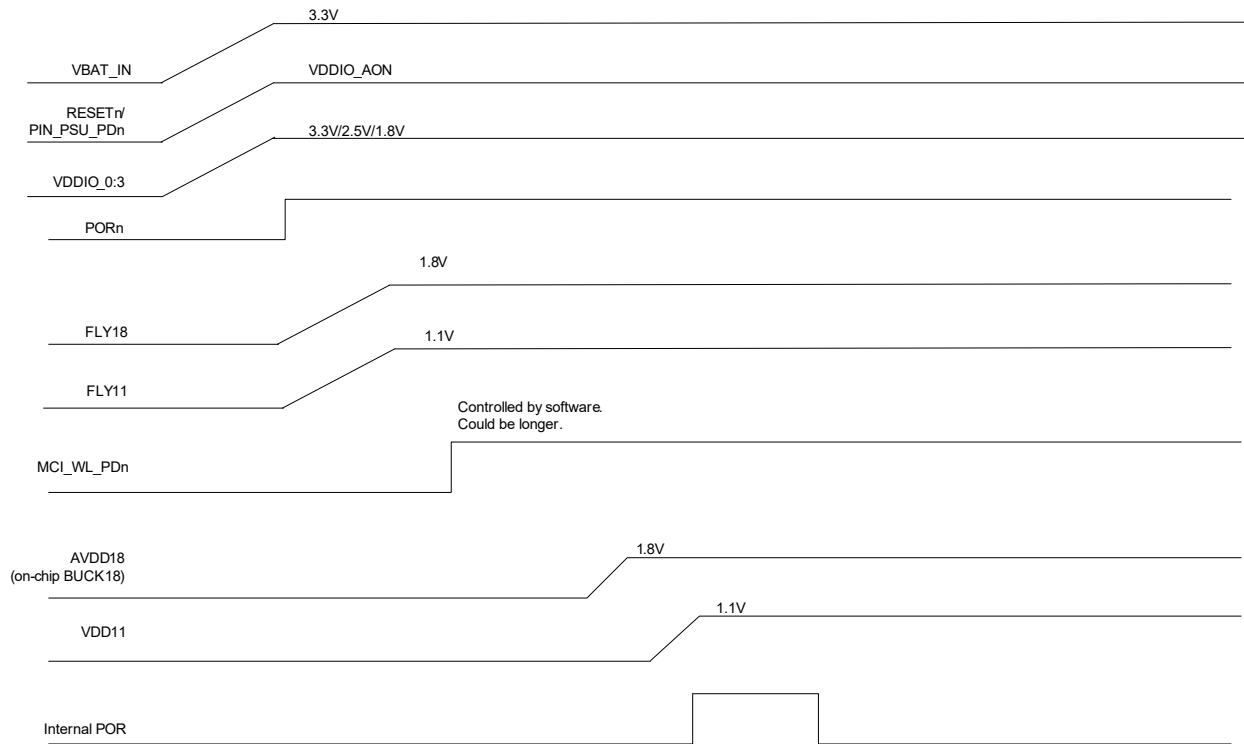 3.3V
VBAT_IN
VDDIO_AON
RESETn/
PIN_PSU_PDn
3.3V/2.5V/1.8V
VDDIO_0:3
PORn
1.8V
FLY18
1.1V
FLY11
Controlled by software.
Could be longer.
MCI_WL_PDn
1.8V
AVDD18
(on-chip BUCK18)
1.1V
VDD11
Internal POR